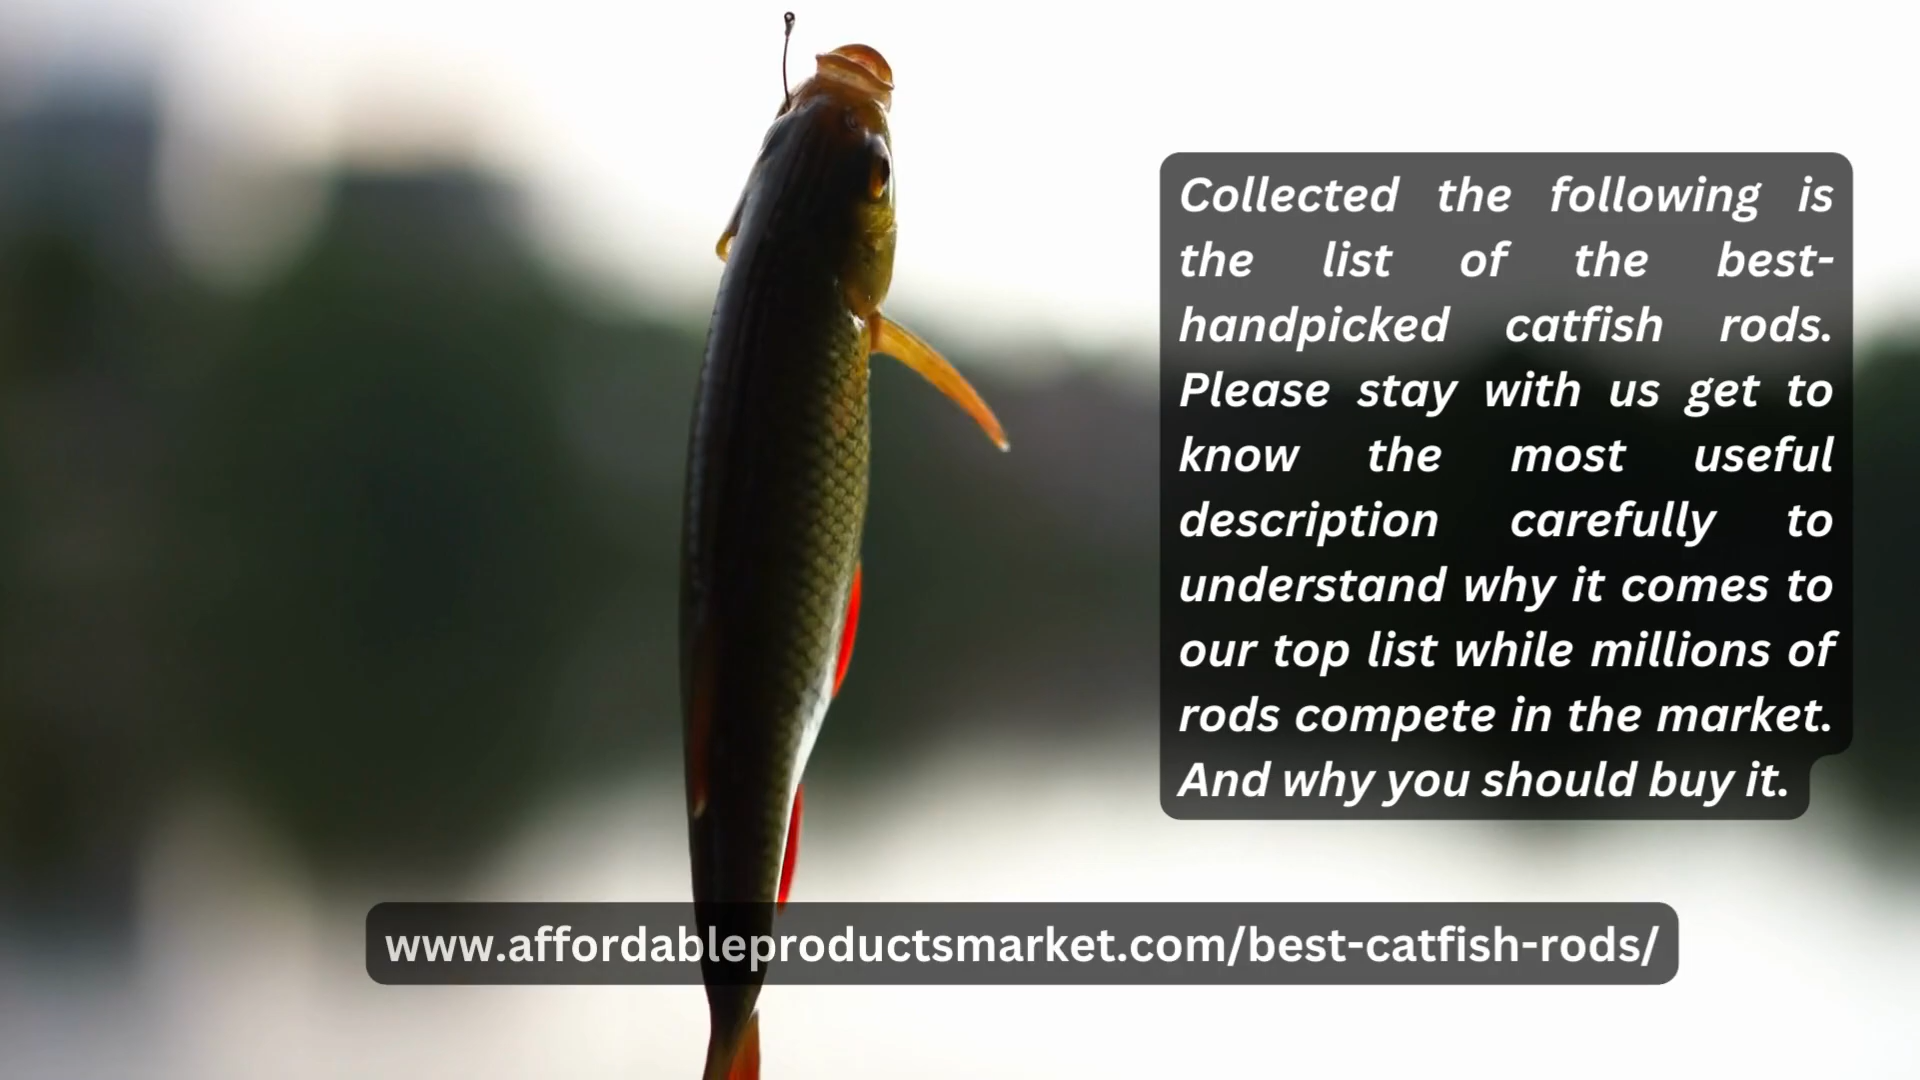 Collected the following is
the list of the best-
handpicked catfish rods.
Please stay with us get to
know the most useful
description carefully to
understand why it comes to
our top list while millions of
rods compete in the market.
And why you should buy it.
www.affordableproductsmarket.com/best-catfish-rods/